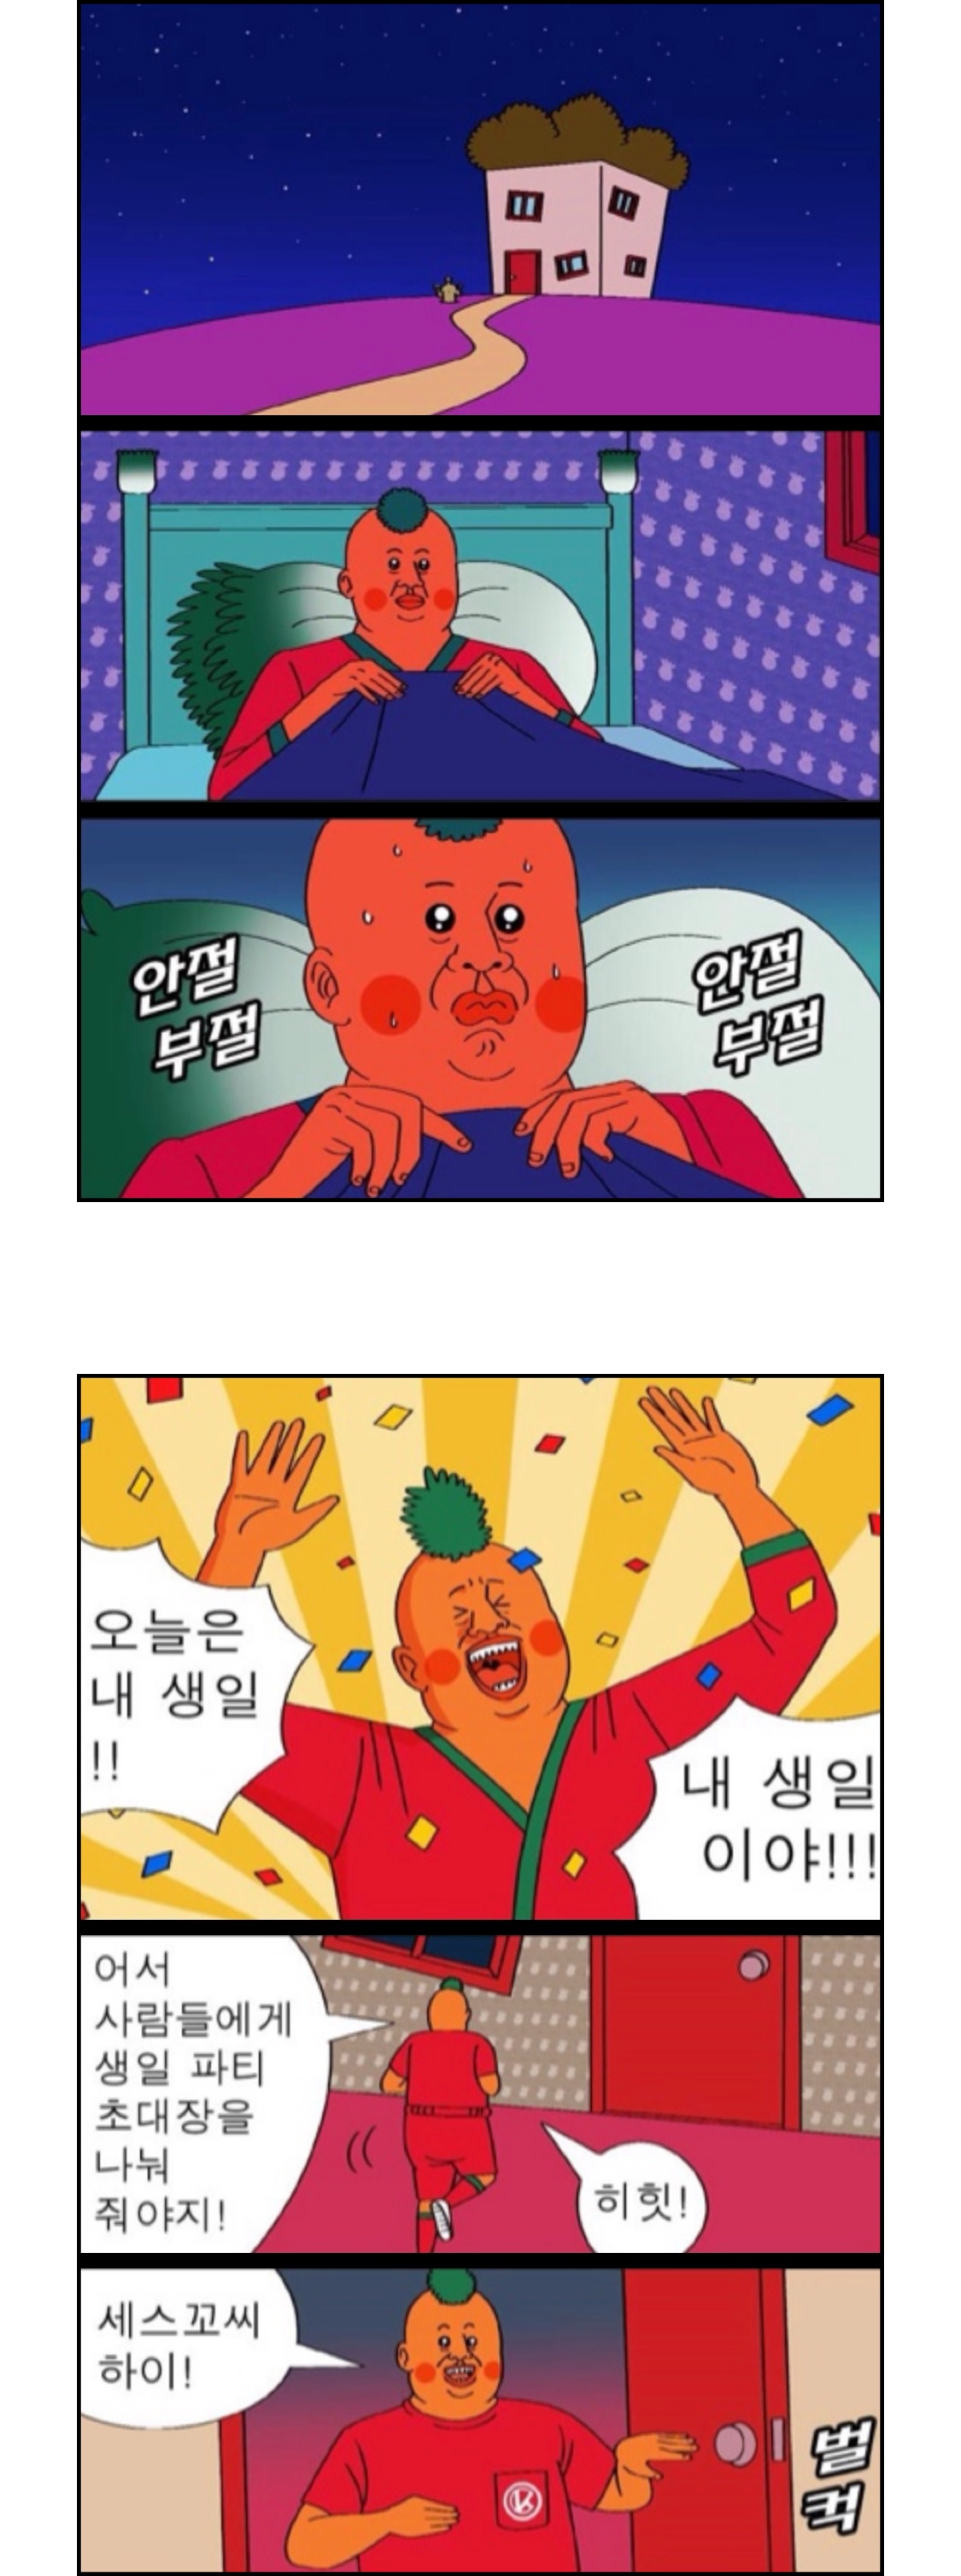 안절
부절
안절
부절
오늘은
내 생일
!!
내 생일
이야!!!
어서
사람들에게
생일 파티
초대장을
나눠
줘야지!
히힛!
세스꼬씨
하이!
벌
컥